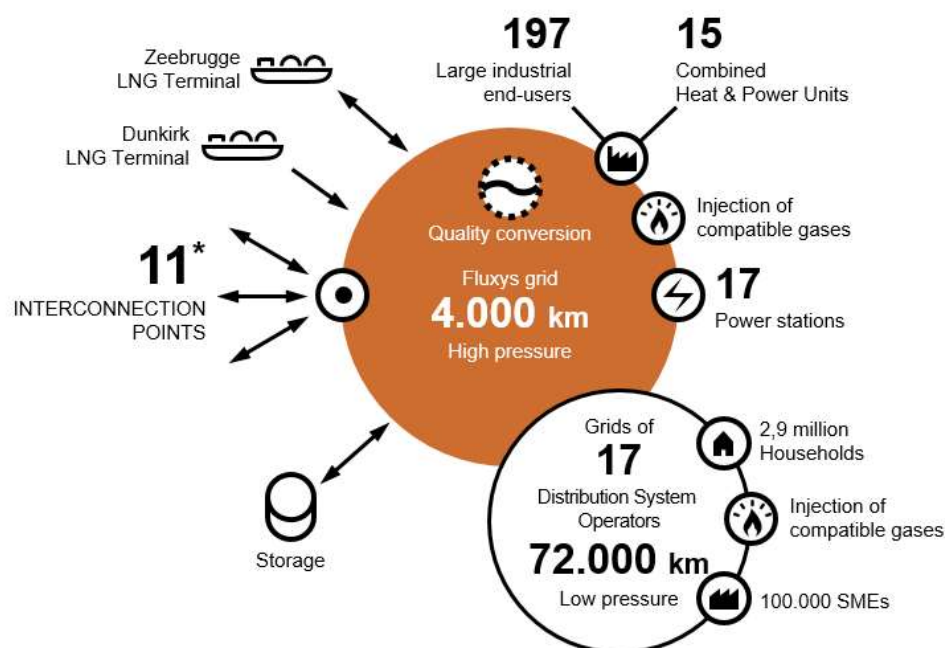 Zeebrugge
LNG Terminal
Dunkirk
LNG Terminal
11*
INTERCONNECTION
POINTS
Storage
197
Large industrial
end-users
15
Combined
Heat & Power Units
Injection of
compatible gases
17
Power stations
Quality conversion
Fluxys grid
4.000 km
High pressure
Grids of
17
Distribution System
Operators
72.000 km
Low pressure
2,9 million
Households
Injection of
compatible gases
100.000 SMEs